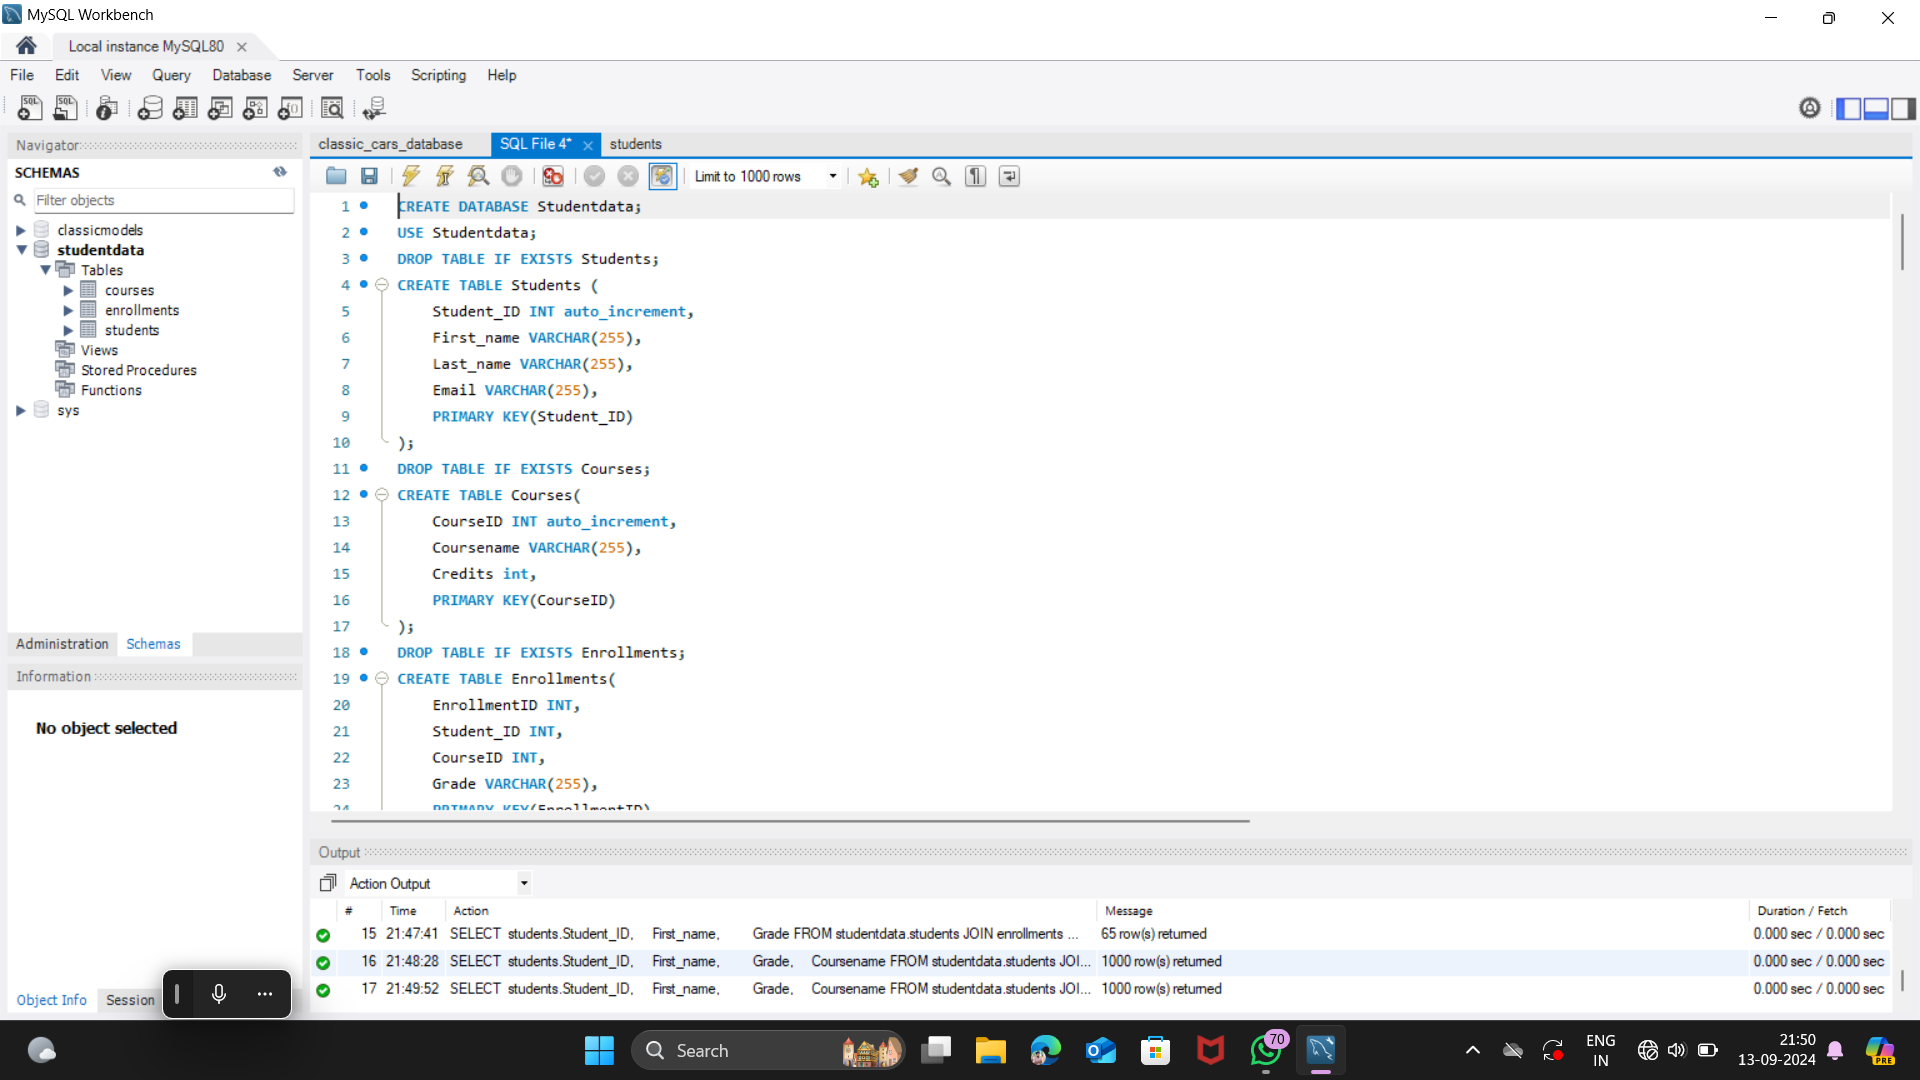 MySQL Workbench
Local instance MySQL80
File Edit View Query Database Server Tools Scripting Help
Navigator
SCHEMAS
Filter objects
classicmodels
studentdata
Tables
courses
enrollments
students
Views
Stored Procedures
Functions
sys
Administration Schemas
Information
No object selected
Object Info Session
classic_cars_database SQL File 4* students
Limit to 1000 rows
1 CREATE DATABASE Studentdata;
2 USE Studentdata;
3 DROP TABLE IF EXISTS Students;
4 CREATE TABLE Students (
5 Student_ID INT auto_increment,
6 First_name VARCHAR(255),
7 Last_name VARCHAR(255),
8 Email VARCHAR(255),
9 PRIMARY KEY(Student_ID)
10 );
11 DROP TABLE IF EXISTS Courses;
12 CREATE TABLE Courses(
13 CourseID INT auto_increment,
14 Coursename VARCHAR(255),
15 Credits int,
16 PRIMARY KEY(CourseID)
17 );
18 DROP TABLE IF EXISTS Enrollments;
19 CREATE TABLE Enrollments(
20 EnrollmentID INT,
21 Student_ID INT,
22 CourseID INT,
23 Grade VARCHAR(255),
24 PRIMARY KEY(EnrollmentID)
Output
Action Output
# Time Action Message Duration / Fetch
15 21:47:41 SELECT students.Student_ID, First_name, Grade FROM studentdata.students JOIN enrollments ... 65 row(s) returned 0.000 sec / 0.000 sec
16 21:48:28 SELECT students.Student_ID, First_name, Grade, Coursename FROM studentdata.students JOI... 1000 row(s) returned 0.000 sec / 0.000 sec
17 21:49:52 SELECT students.Student_ID, First_name, Grade, Coursename FROM studentdata.students JOI... 1000 row(s) returned 0.000 sec / 0.000 sec
Search
70
ENG
IN
21:50
13-09-2024
PRE